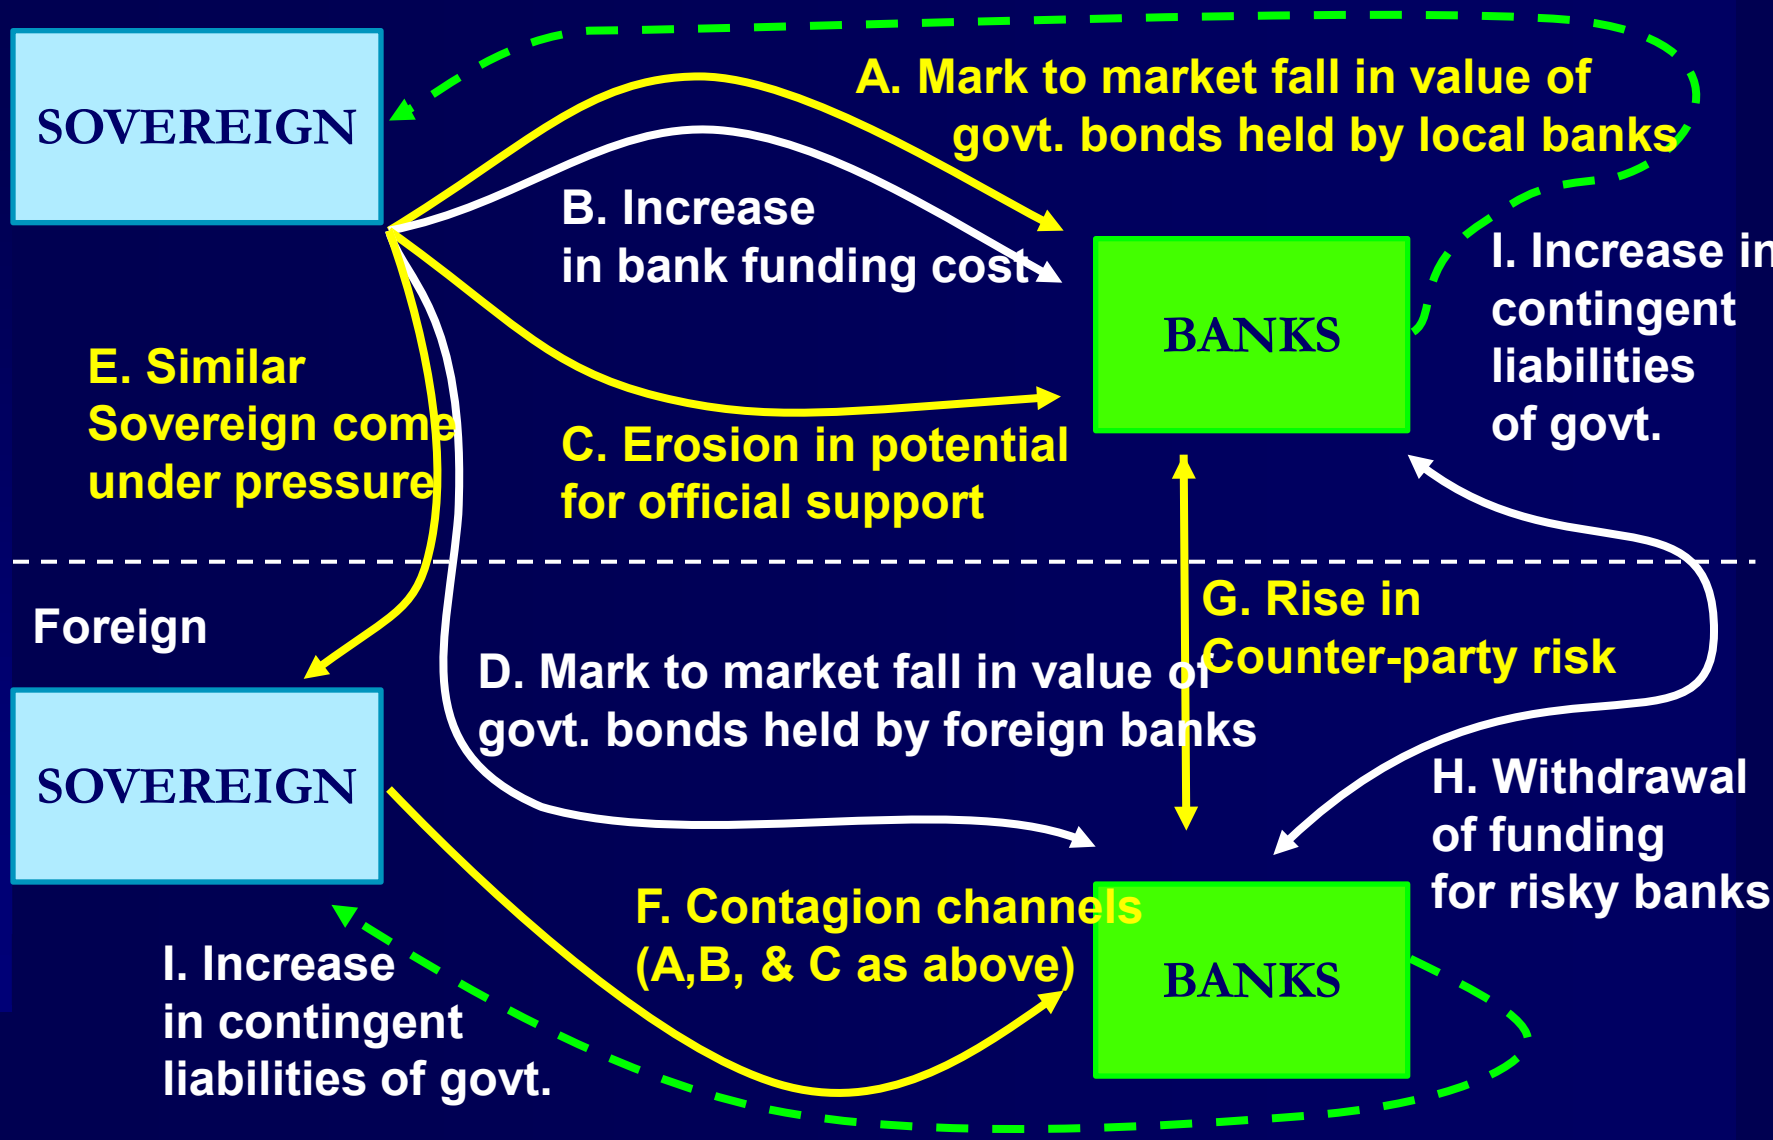 SOVEREIGN
A. Mark to market fall in value of
govt. bonds held by local banks
B. Increase
in bank funding cost
BANKS
I. Increase in
contingent
liabilities
of govt.
E. Similar
Sovereign come
under pressure
C. Erosion in potential
for official support
Foreign
G. Rise in
Counter-party risk
D. Mark to market fall in value of
govt. bonds held by foreign banks
SOVEREIGN
H. Withdrawal
of funding
for risky banks
F. Contagion channels
(A,B, & C as above)
BANKS
I. Increase
in contingent
liabilities of govt.